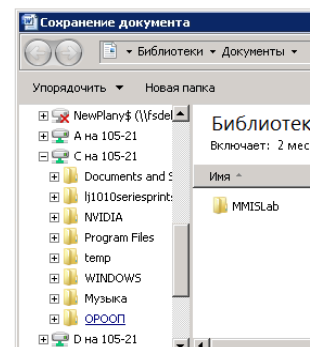 Сохранение документа
Библиотеки Документы
Упорядочить Новая папка
NewPlany$ (\\fsdel
A на 105-21
C на 105-21
Documents and S
lj1010seriesprint
NVIDIA
Program Files
temp
WINDOWS
Музыка
ОРООП
D на 105-21
Библиотек
Включает: 2 мес
Имя
MMISLab